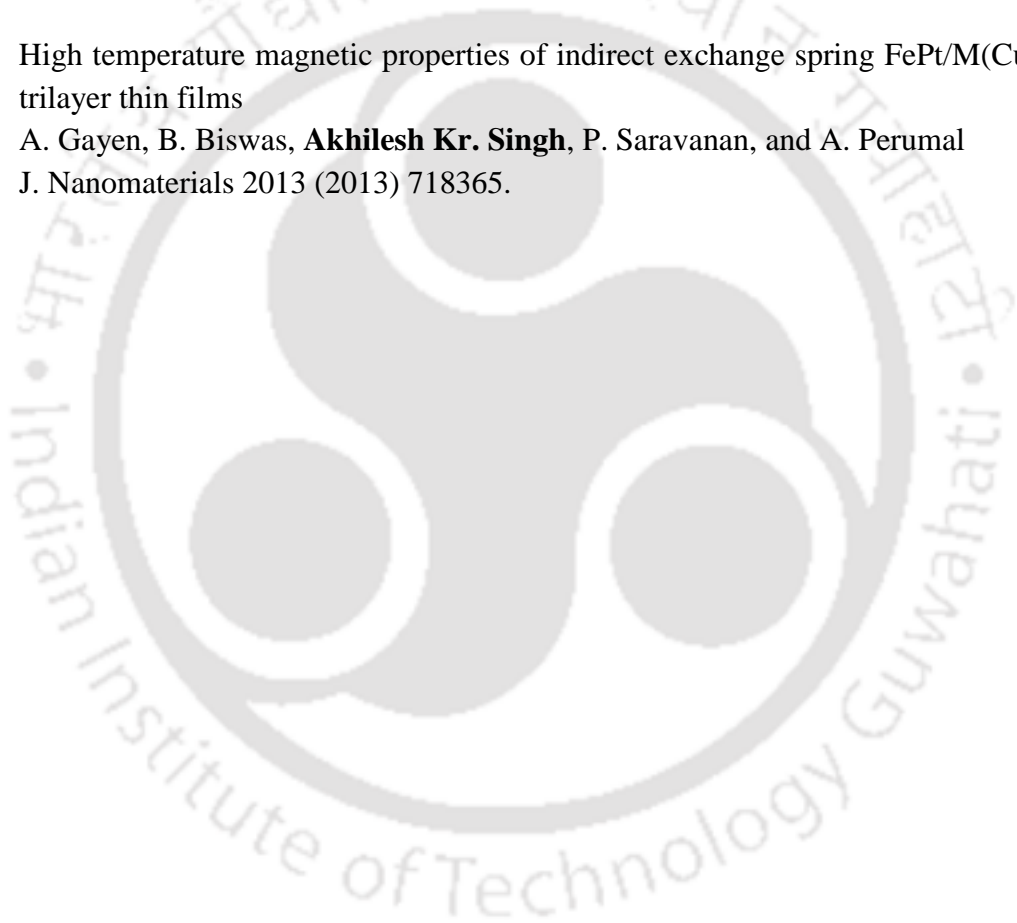 High temperature magnetic properties of indirect exchange spring FePt/M(Cu
trilayer thin films
A. Gayen, B. Biswas, Akhilesh Kr. Singh, P. Saravanan, and A. Perumal
J. Nanomaterials 2013 (2013) 718365.
Indian Institute of Technology Guwahati